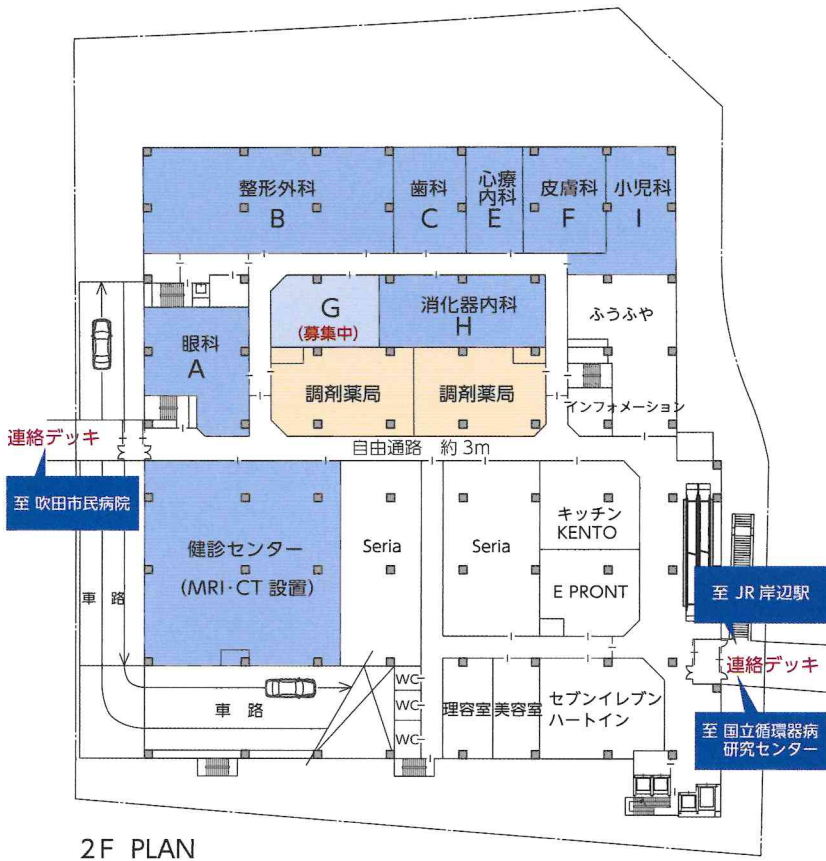 整形外科
B
歯科
C
心療
内科
E
皮膚科
F
小児科
I
G
(募集中)
消化器内科
H
ふうふや
眼科
A
調剤薬局
調剤薬局
インフォメーション
連絡デッキ
自由通路 約3m
至 吹田市民病院
健診センター
(MRI・CT 設置)
Seria
Seria
キッチン
KENTO
E PRONT
車 路
至 JR 岸辺駅
連絡デッキ
至 国立循環器病
研究センター
車 路
WC
WC
WC
理容室
美容室
セブンイレブン
ハートイン
2F PLAN